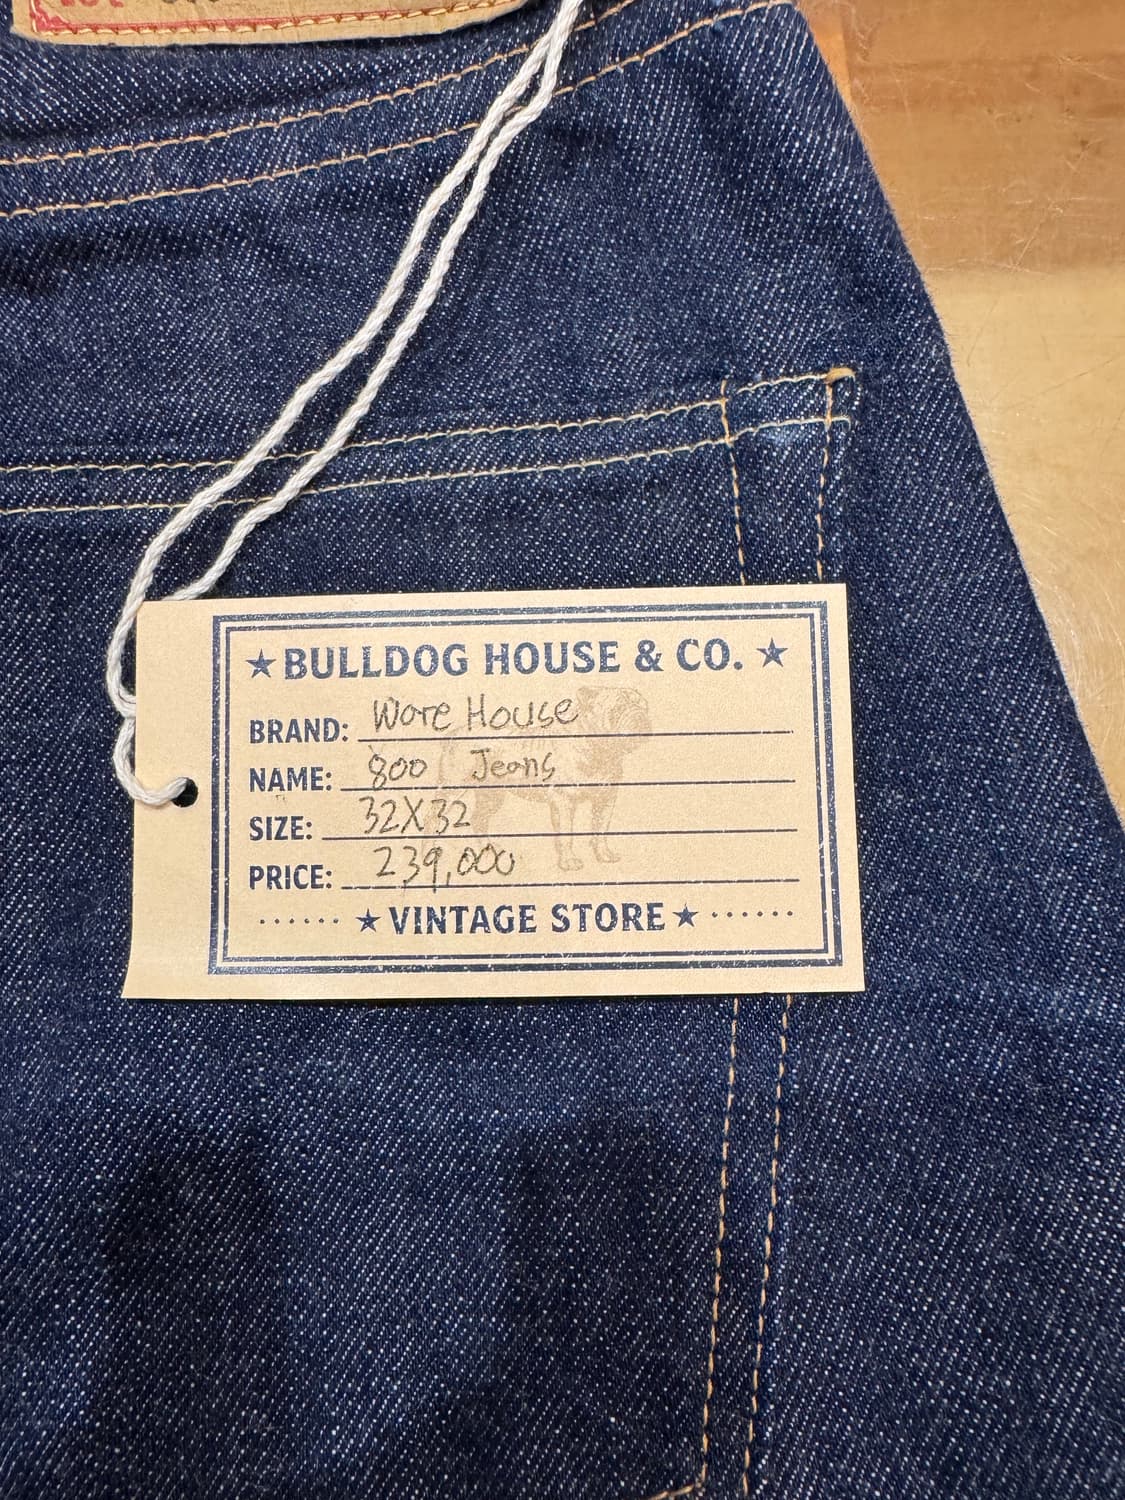 ★ BULLDOG HOUSE & CO. ★
BRAND: Ware House
NAME: 800 Jeans
SIZE: 32X32
PRICE: 239,000
...... ★ VINTAGE STORE ★ ......